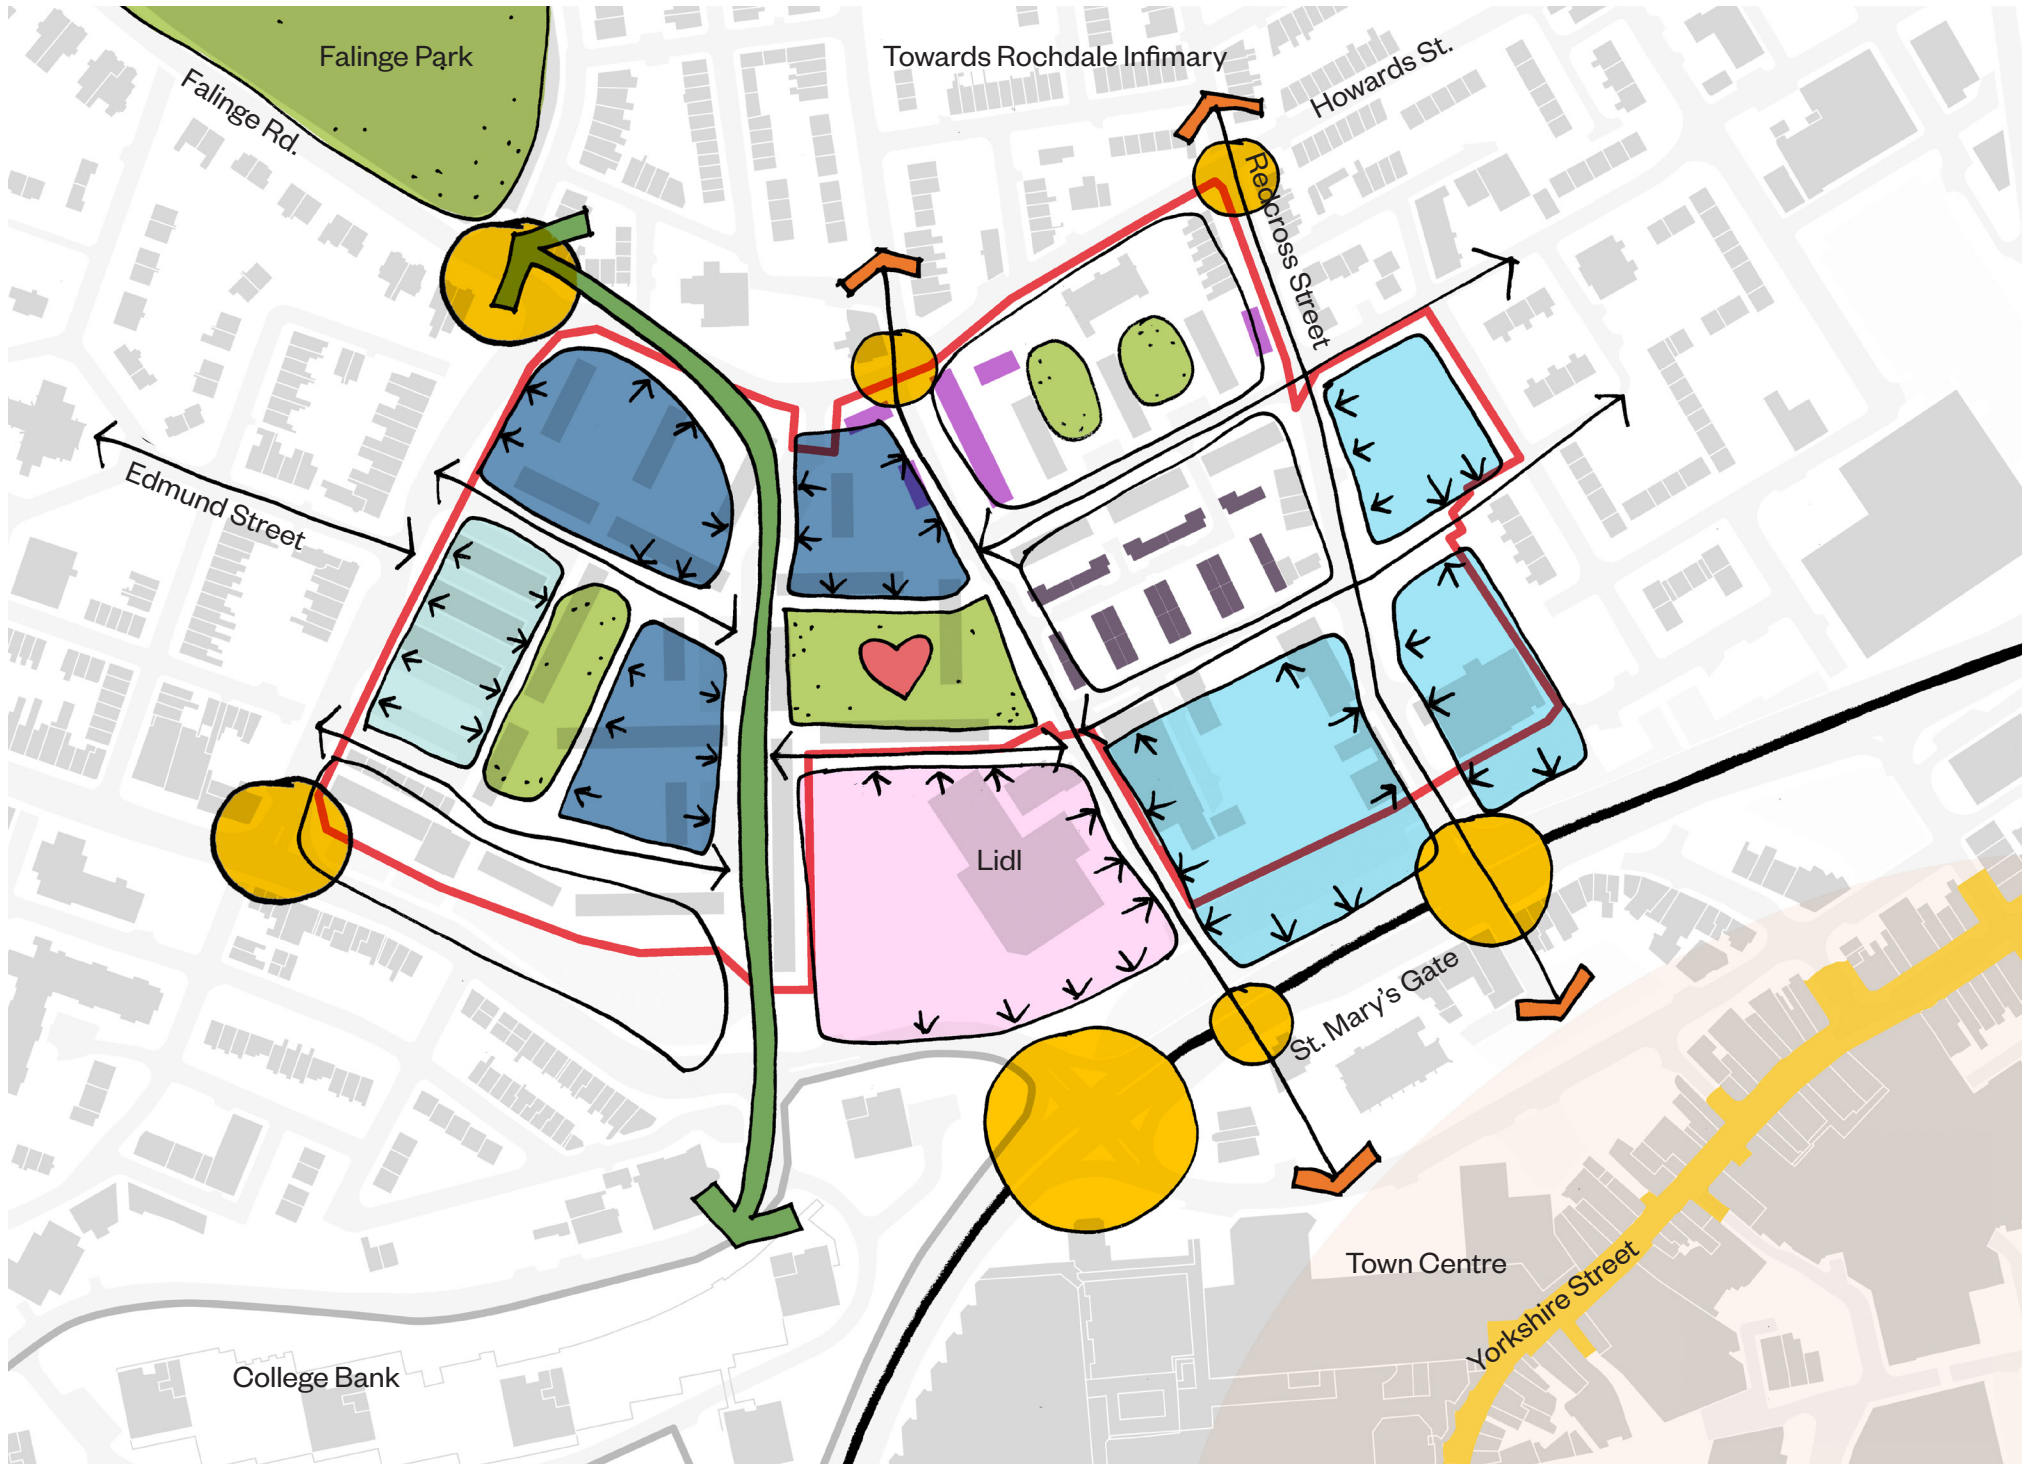 Falinge Park
Towards Rochdale Infimary
Howards St.
Falinge Rd.
Redcross Street
Edmund Street
Lidl
St. Mary's Gate
Town Centre
Yorkshire Street
College Bank